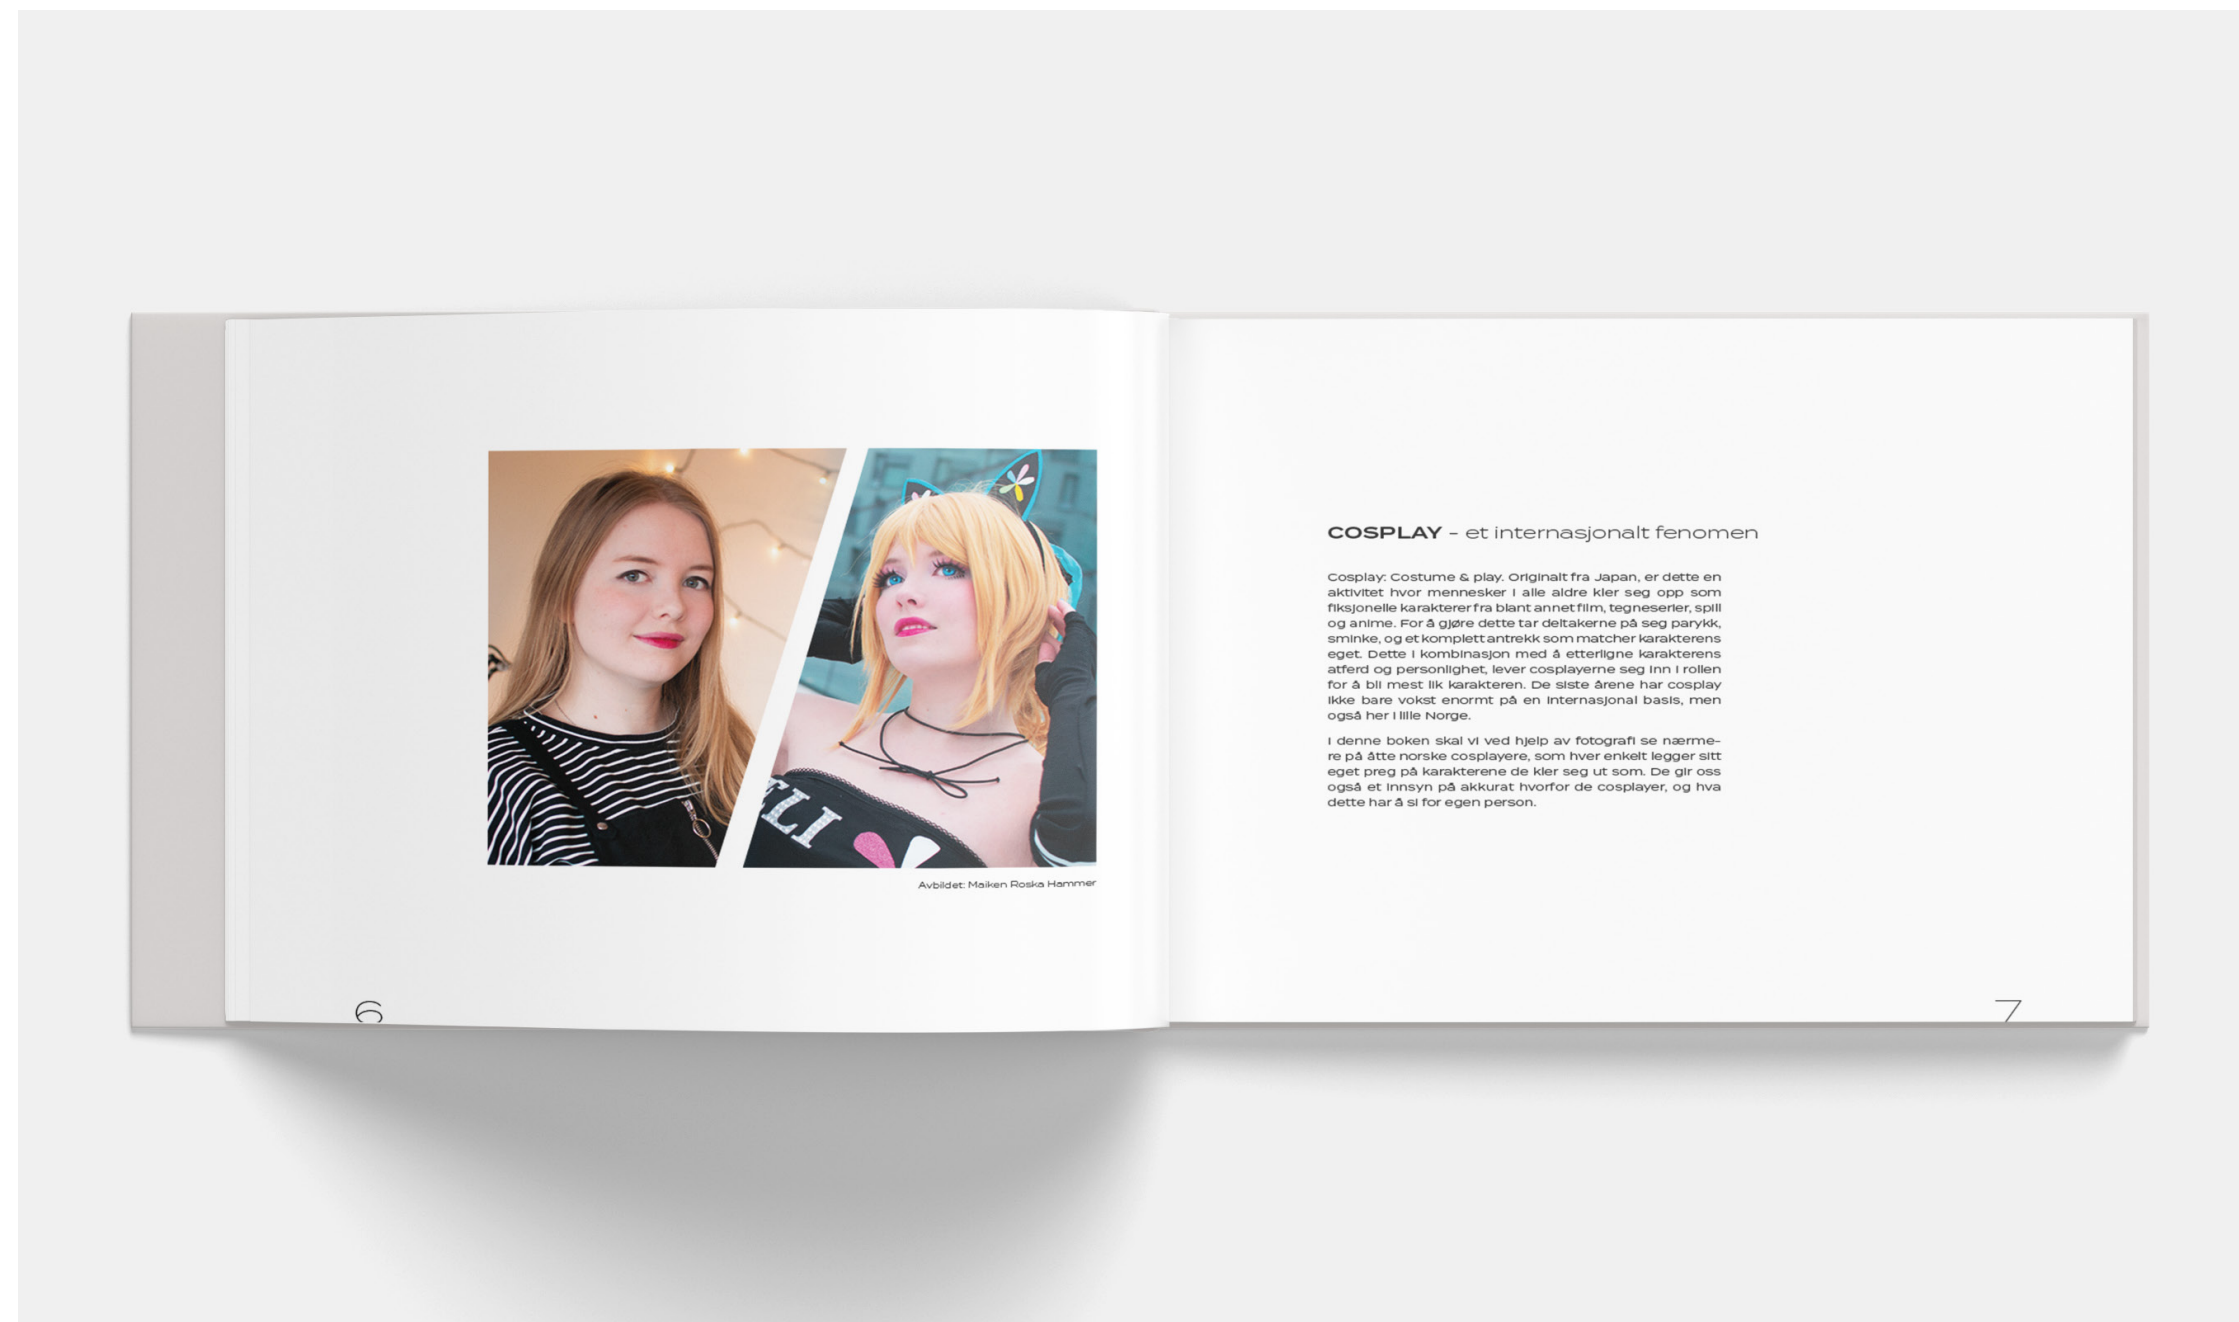 ELI
Avbildet: Maiken Roska Hammer
6
COSPLAY - et internasjonalt fenomen
Cosplay: Costume & play. Originalt fra Japan, er dette en
aktivitet hvor mennesker i alle aldre kler seg opp som
fiksjonelle karakterer fra blant annet film, tegneserier, spill
og anime. For å gjøre dette tar deltakerne på seg parykk,
sminke, og et komplett antrekk som matcher karakterens
eget. Dette i kombinasjon med å etterligne karakterens
atferd og personlighet, lever cosplayerne seg inn i rollen
for å bli mest lik karakteren. De siste årene har cosplay
ikke bare vokst enormt på en internasjonal basis, men
også her i lille Norge.
I denne boken skal vi ved hjelp av fotografi se nærme-
re på åtte norske cosplayere, som hver enkelt legger sitt
eget preg på karakterene de kler seg ut som. De gir oss
også et innsyn på akkurat hvorfor de cosplayer, og hva
dette har å si for egen person.
7